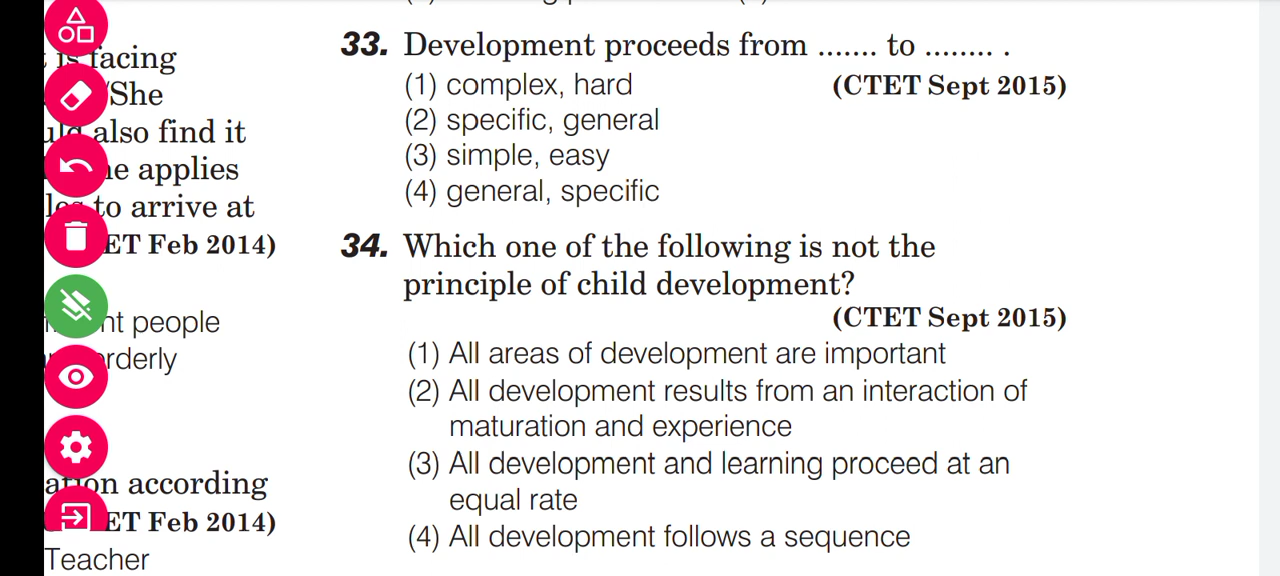 is facing
She
also find it
applies
to arrive at
ET Feb 2014)
nt people
rderly
on according
ET Feb 2014)
Teacher
33. Development proceeds from ....... to ........ .
(1) complex, hard (CTET Sept 2015)
(2) specific, general
(3) simple, easy
(4) general, specific
34. Which one of the following is not the
principle of child development?
(CTET Sept 2015)
(1) All areas of development are important
(2) All development results from an interaction of
maturation and experience
(3) All development and learning proceed at an
equal rate
(4) All development follows a sequence